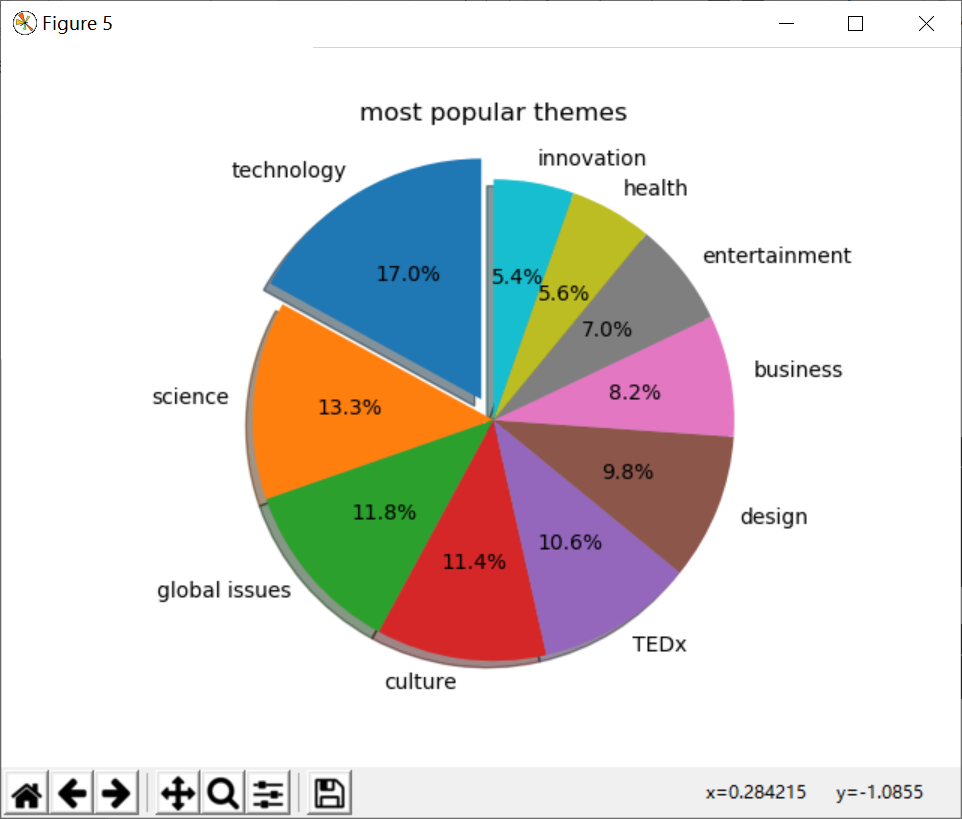 Figure 5
most popular themes
innovation
technology
health
entertainment
17.0%
5.4%
5.6%
7.0%
business
science
13.3%
8.2%
9.8%
11.8%
design
10.6%
11.4%
global issues
TEDx
culture
x=0.284215 y=-1.0855